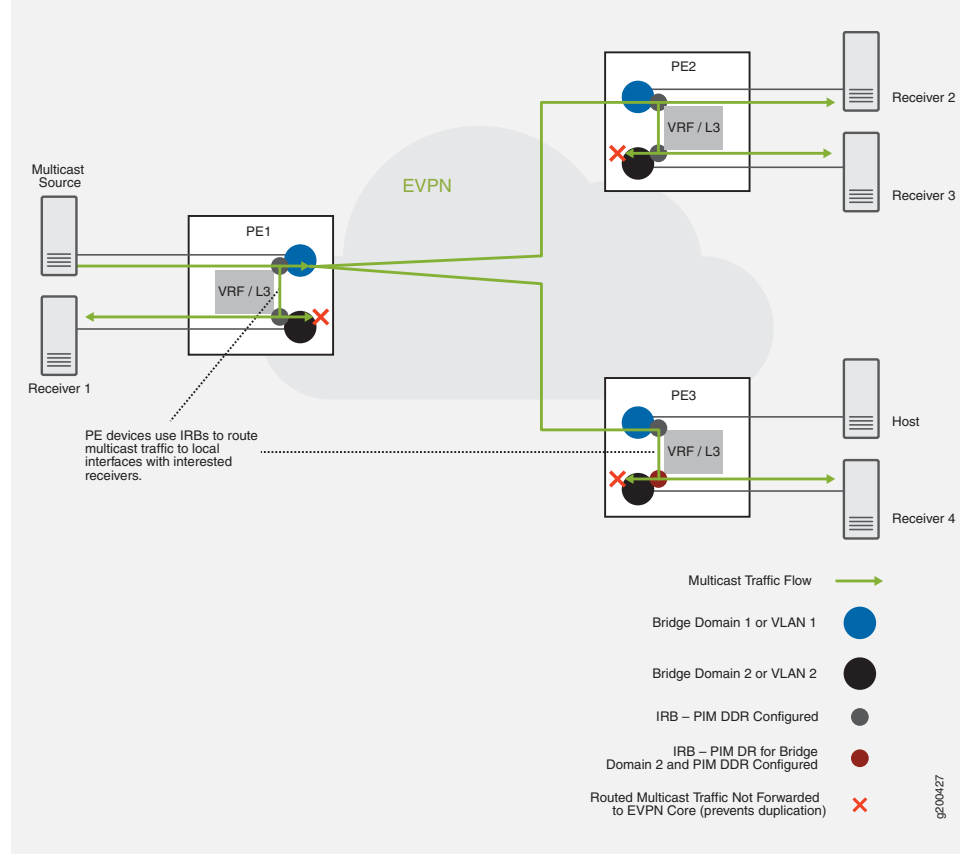 PE2
Receiver 2
VRF / L3
Receiver 3
Multicast
Source
EVPN
PE1
VRF / L3
Receiver 1
PE3
Host
VRF / L3
Receiver 4
PE devices use IRBs to route
multicast traffic to local
interfaces with interested
receivers.
Multicast Traffic Flow
Bridge Domain 1 or VLAN 1
Bridge Domain 2 or VLAN 2
IRB – PIM DDR Configured
IRB – PIM DR for Bridge
Domain 2 and PIM DDR Configured
Routed Multicast Traffic Not Forwarded
to EVPN Core (prevents duplication)
g200427